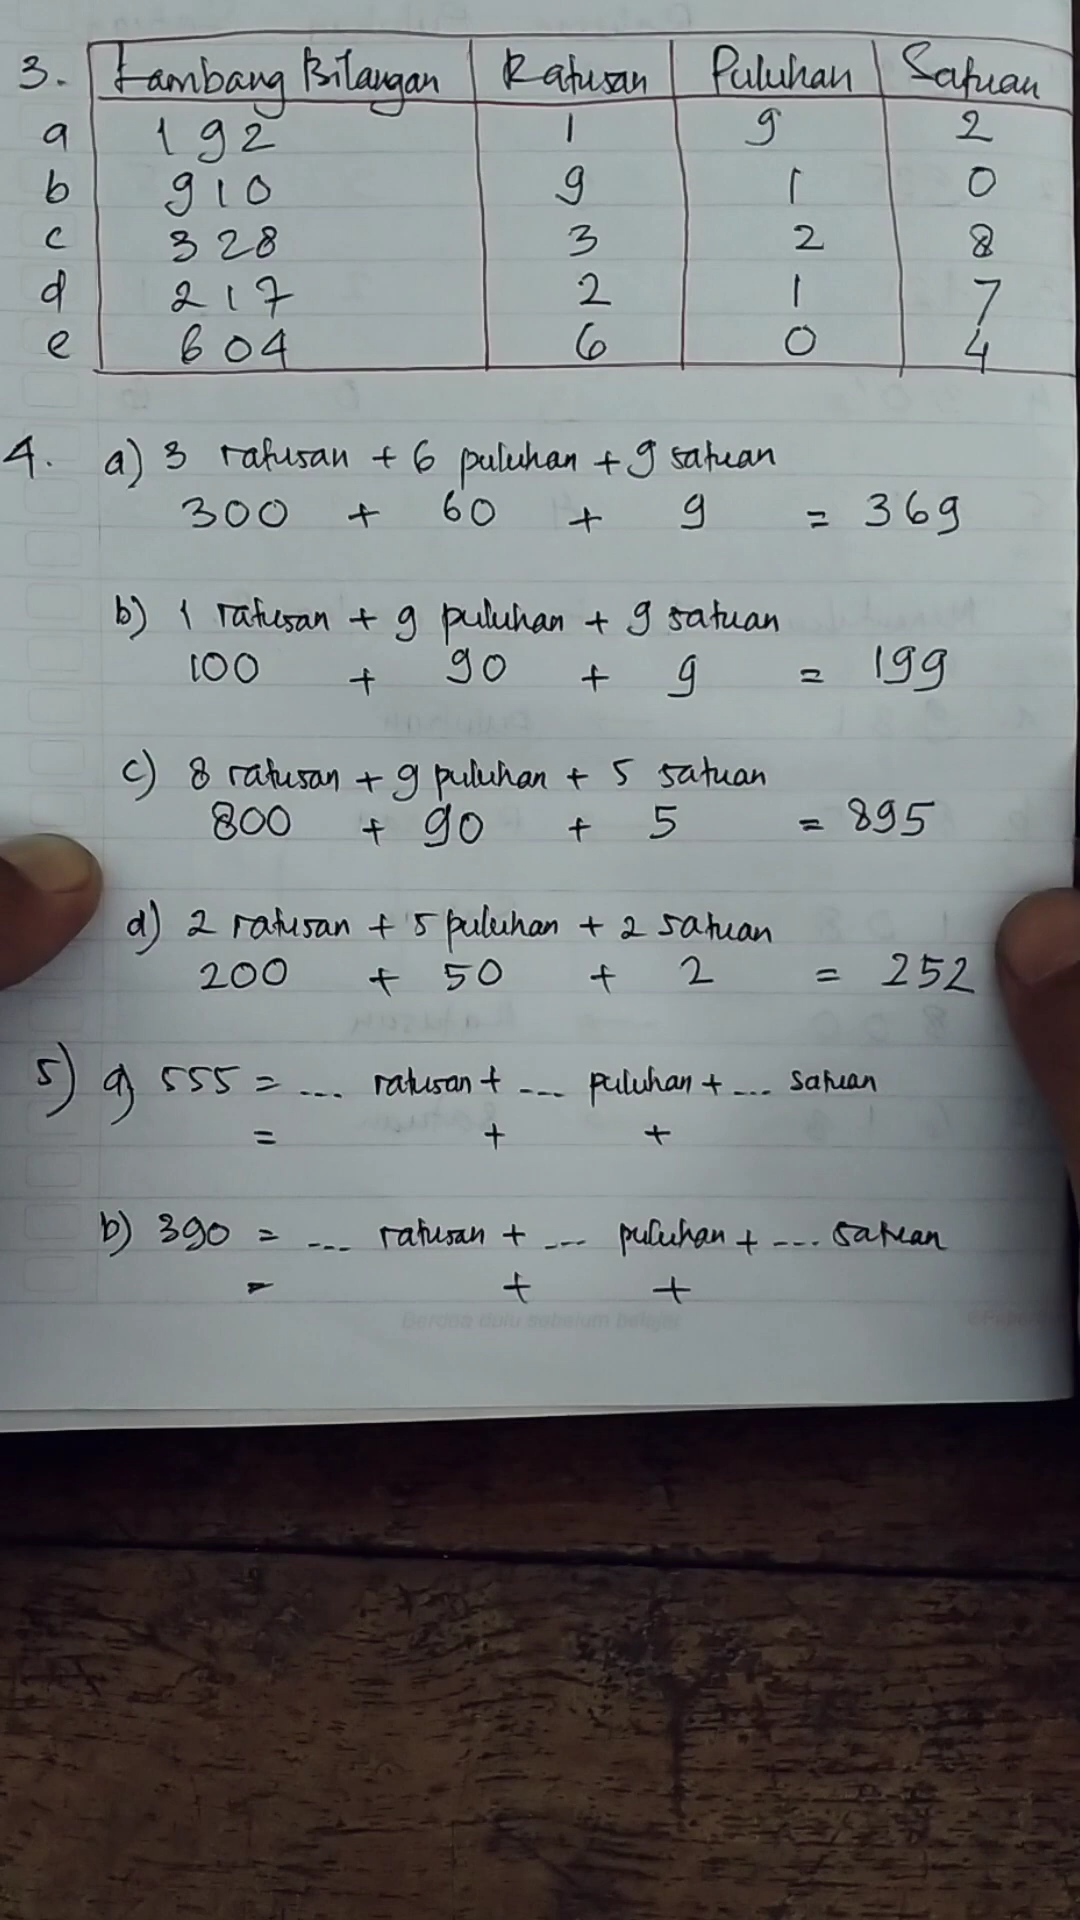 3. Lambang Bilangan Ratusan Puluhan Satuan
a 192 1 9 2
b 910 9 1 0
c 328 3 2 8
d 217 2 1 7
e 604 6 0 4
4. a) 3 ratusan + 6 puluhan + 9 satuan
300 + 60 + 9 = 369
b) 1 ratusan + 9 puluhan + 9 satuan
100 + 90 + 9 = 199
c) 8 ratusan + 9 puluhan + 5 satuan
800 + 90 + 5 = 895
d) 2 ratusan + 5 puluhan + 2 satuan
200 + 50 + 2 = 252
5) a) 555 = ... ratusan + ... puluhan + ... satuan
= + +
b) 390 = ... ratusan + ... puluhan + ... satuan
= + +
Berdoa dulu sebelum belajar